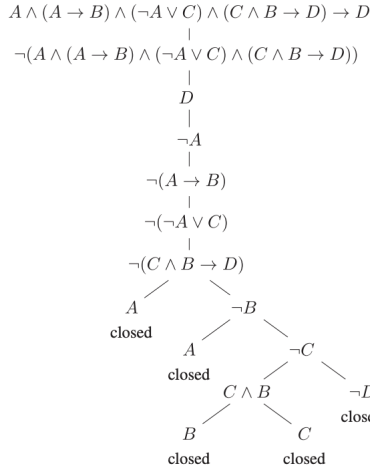 A ∧ (A → B) ∧ (¬A ∨ C) ∧ (C ∧ B → D) → D
¬(A ∧ (A → B) ∧ (¬A ∨ C) ∧ (C ∧ B → D))
D
¬A
¬(A → B)
¬(¬A ∨ C)
¬(C ∧ B → D)
A ¬B
closed
A ¬C
closed
C ∧ B ¬D
B C
closed closed